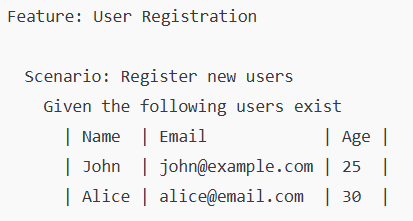 Feature: User Registration
Scenario: Register new users
Given the following users exist
| Name | Email | Age |
| John | john@example.com | 25 |
| Alice | alice@email.com | 30 |